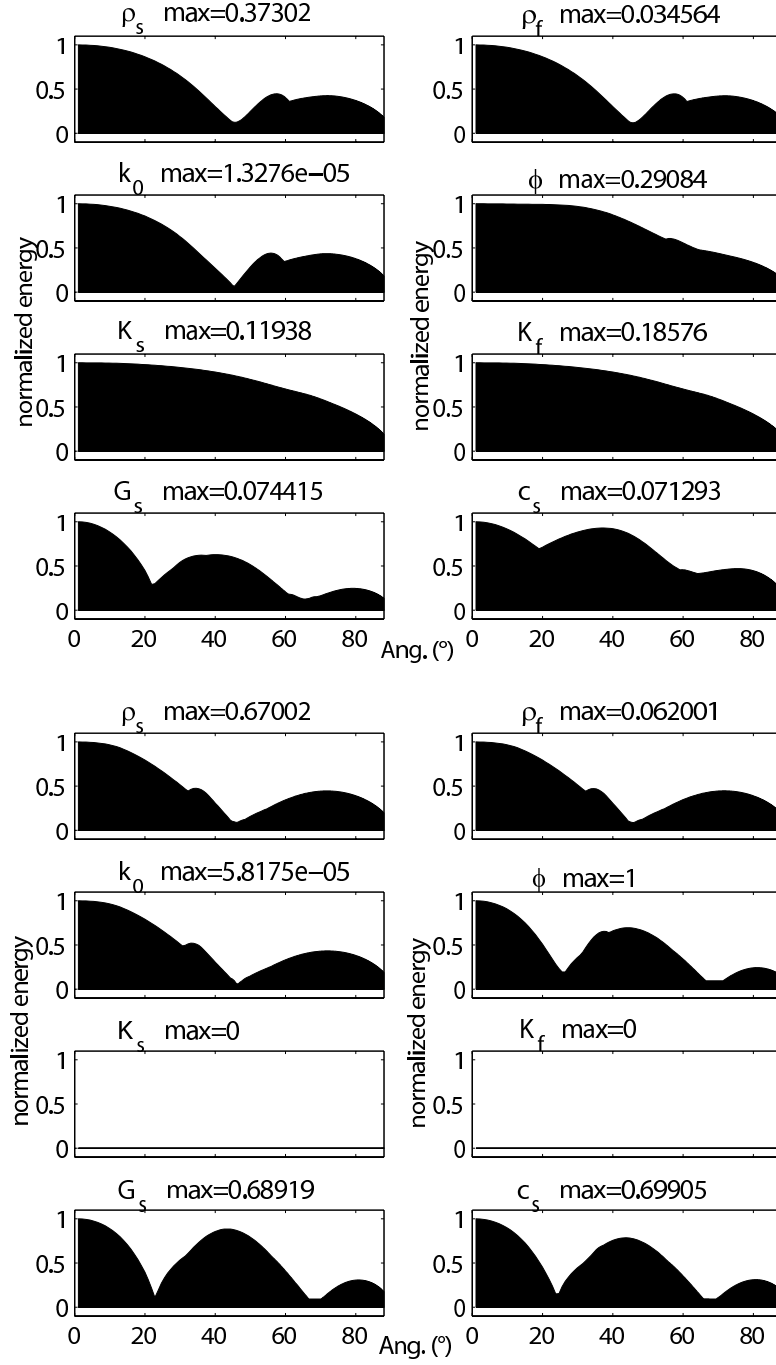 ρs max=0.37302
ρf max=0.034564
1
0.5
0
1
0.5
0
k0 max=1.3276e−05
ϕ max=0.29084
1
0.5
0
1
0.5
0
normalized energy
normalized energy
Ks max=0.11938
Kf max=0.18576
1
0.5
0
1
0.5
0
Gs max=0.074415
cs max=0.071293
1
0.5
0
1
0.5
0
0 20 40 60 80
0 20 40 60 80
Ang. (°)
ρs max=0.67002
ρf max=0.062001
1
0.5
0
1
0.5
0
k0 max=5.8175e−05
ϕ max=1
1
0.5
0
1
0.5
0
normalized energy
normalized energy
Ks max=0
Kf max=0
1
0.5
0
1
0.5
0
Gs max=0.68919
cs max=0.69905
1
0.5
0
1
0.5
0
0 20 40 60 80
0 20 40 60 80
Ang. (°)